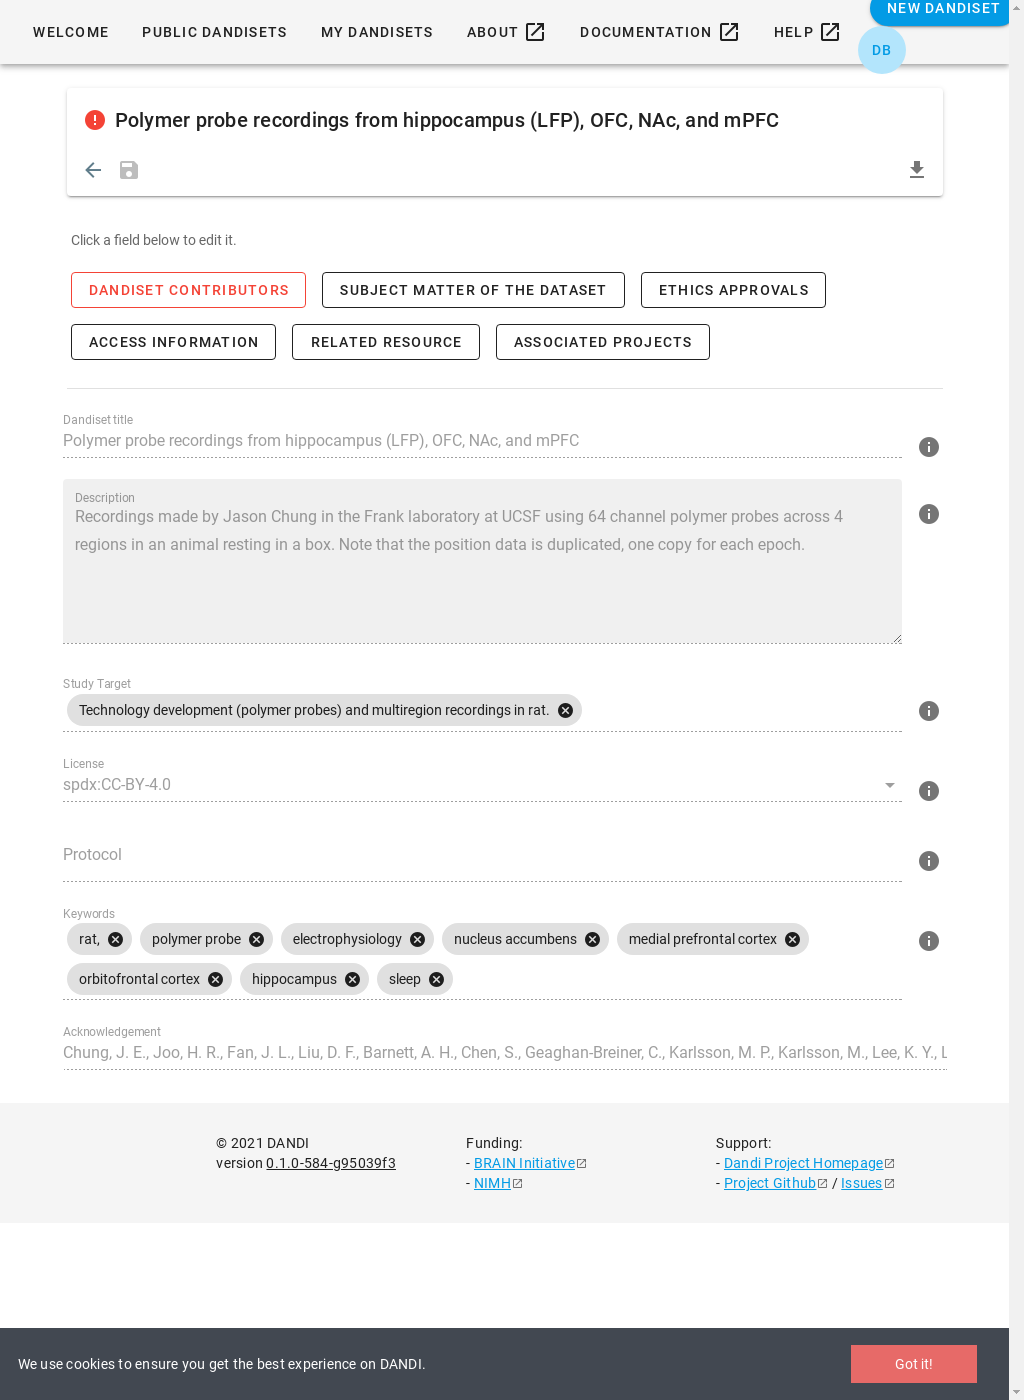 WELCOME PUBLIC DANDISETS MY DANDISETS ABOUT DOCUMENTATION HELP NEW DANDISET
DB
Polymer probe recordings from hippocampus (LFP), OFC, NAc, and mPFC
Click a field below to edit it.
DANDISET CONTRIBUTORS SUBJECT MATTER OF THE DATASET ETHICS APPROVALS
ACCESS INFORMATION RELATED RESOURCE ASSOCIATED PROJECTS
Dandiset title
Polymer probe recordings from hippocampus (LFP), OFC, NAc, and mPFC
Description
Recordings made by Jason Chung in the Frank laboratory at UCSF using 64 channel polymer probes across 4
regions in an animal resting in a box. Note that the position data is duplicated, one copy for each epoch.
Study Target
Technology development (polymer probes) and multiregion recordings in rat.
License
spdx:CC-BY-4.0
Protocol
Keywords
rat, polymer probe electrophysiology nucleus accumbens medial prefrontal cortex
orbitofrontal cortex hippocampus sleep
Acknowledgement
Chung, J. E., Joo, H. R., Fan, J. L., Liu, D. F., Barnett, A. H., Chen, S., Geaghan-Breiner, C., Karlsson, M. P., Karlsson, M., Lee, K. Y., L
© 2021 DANDI Funding: Support:
version 0.1.0-584-g95039f3 - BRAIN Initiative - Dandi Project Homepage
- NIMH - Project Github / Issues
We use cookies to ensure you get the best experience on DANDI. Got it!